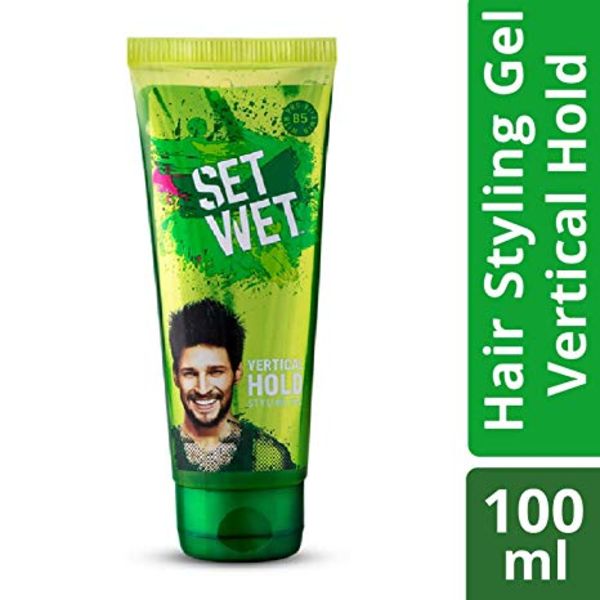 B5
SET
WET
VERTICAL
HOLD
Hair Styling Gel
Vertical Hold
100
ml